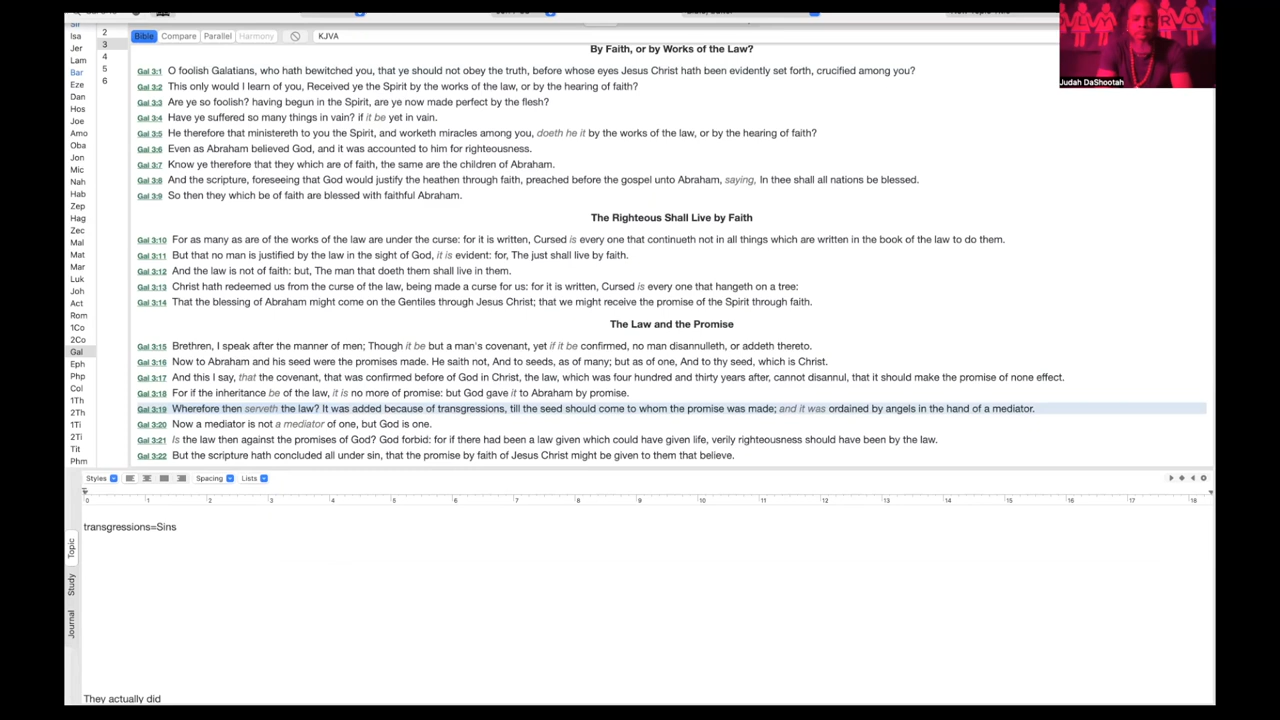 Bible Compare Parallel Harmony KJVA
Sir
Isa
Jer
Lam
Bar
Eze
Dan
Hos
Joe
Amo
Oba
Jon
Mic
Nah
Hab
Zep
Hag
Zec
Mal
Mat
Mar
Luk
Joh
Act
Rom
1Co
2Co
Gal
Eph
Php
Col
1Th
2Th
1Ti
2Ti
Tit
Phm
2
3
4
5
6
By Faith, or by Works of the Law?
Gal 3:1 O foolish Galatians, who hath bewitched you, that ye should not obey the truth, before whose eyes Jesus Christ hath been evidently set forth, crucified among you?
Gal 3:2 This only would I learn of you, Received ye the Spirit by the works of the law, or by the hearing of faith?
Gal 3:3 Are ye so foolish? having begun in the Spirit, are ye now made perfect by the flesh?
Gal 3:4 Have ye suffered so many things in vain? if it be yet in vain.
Gal 3:5 He therefore that ministereth to you the Spirit, and worketh miracles among you, doeth he it by the works of the law, or by the hearing of faith?
Gal 3:6 Even as Abraham believed God, and it was accounted to him for righteousness.
Gal 3:7 Know ye therefore that they which are of faith, the same are the children of Abraham.
Gal 3:8 And the scripture, foreseeing that God would justify the heathen through faith, preached before the gospel unto Abraham, saying, In thee shall all nations be blessed.
Gal 3:9 So then they which be of faith are blessed with faithful Abraham.
The Righteous Shall Live by Faith
Gal 3:10 For as many as are of the works of the law are under the curse: for it is written, Cursed is every one that continueth not in all things which are written in the book of the law to do them.
Gal 3:11 But that no man is justified by the law in the sight of God, it is evident: for, The just shall live by faith.
Gal 3:12 And the law is not of faith: but, The man that doeth them shall live in them.
Gal 3:13 Christ hath redeemed us from the curse of the law, being made a curse for us: for it is written, Cursed is every one that hangeth on a tree:
Gal 3:14 That the blessing of Abraham might come on the Gentiles through Jesus Christ; that we might receive the promise of the Spirit through faith.
The Law and the Promise
Gal 3:15 Brethren, I speak after the manner of men; Though it be but a man's covenant, yet if it be confirmed, no man disannulleth, or addeth thereto.
Gal 3:16 Now to Abraham and his seed were the promises made. He saith not, And to seeds, as of many; but as of one, And to thy seed, which is Christ.
Gal 3:17 And this I say, that the covenant, that was confirmed before of God in Christ, the law, which was four hundred and thirty years after, cannot disannul, that it should make the promise of none effect.
Gal 3:18 For if the inheritance be of the law, it is no more of promise: but God gave it to Abraham by promise.
Gal 3:19 Wherefore then serveth the law? It was added because of transgressions, till the seed should come to whom the promise was made; and it was ordained by angels in the hand of a mediator.
Gal 3:20 Now a mediator is not a mediator of one, but God is one.
Gal 3:21 Is the law then against the promises of God? God forbid: for if there had been a law given which could have given life, verily righteousness should have been by the law.
Gal 3:22 But the scripture hath concluded all under sin, that the promise by faith of Jesus Christ might be given to them that believe.
Judah DaShootah
Styles Spacing Lists
0 1 2 3 4 5 6 7 8 9 10 11 12 13 14 15 16 17 18
Topic
Study
Journal
transgressions=Sins
They actually did